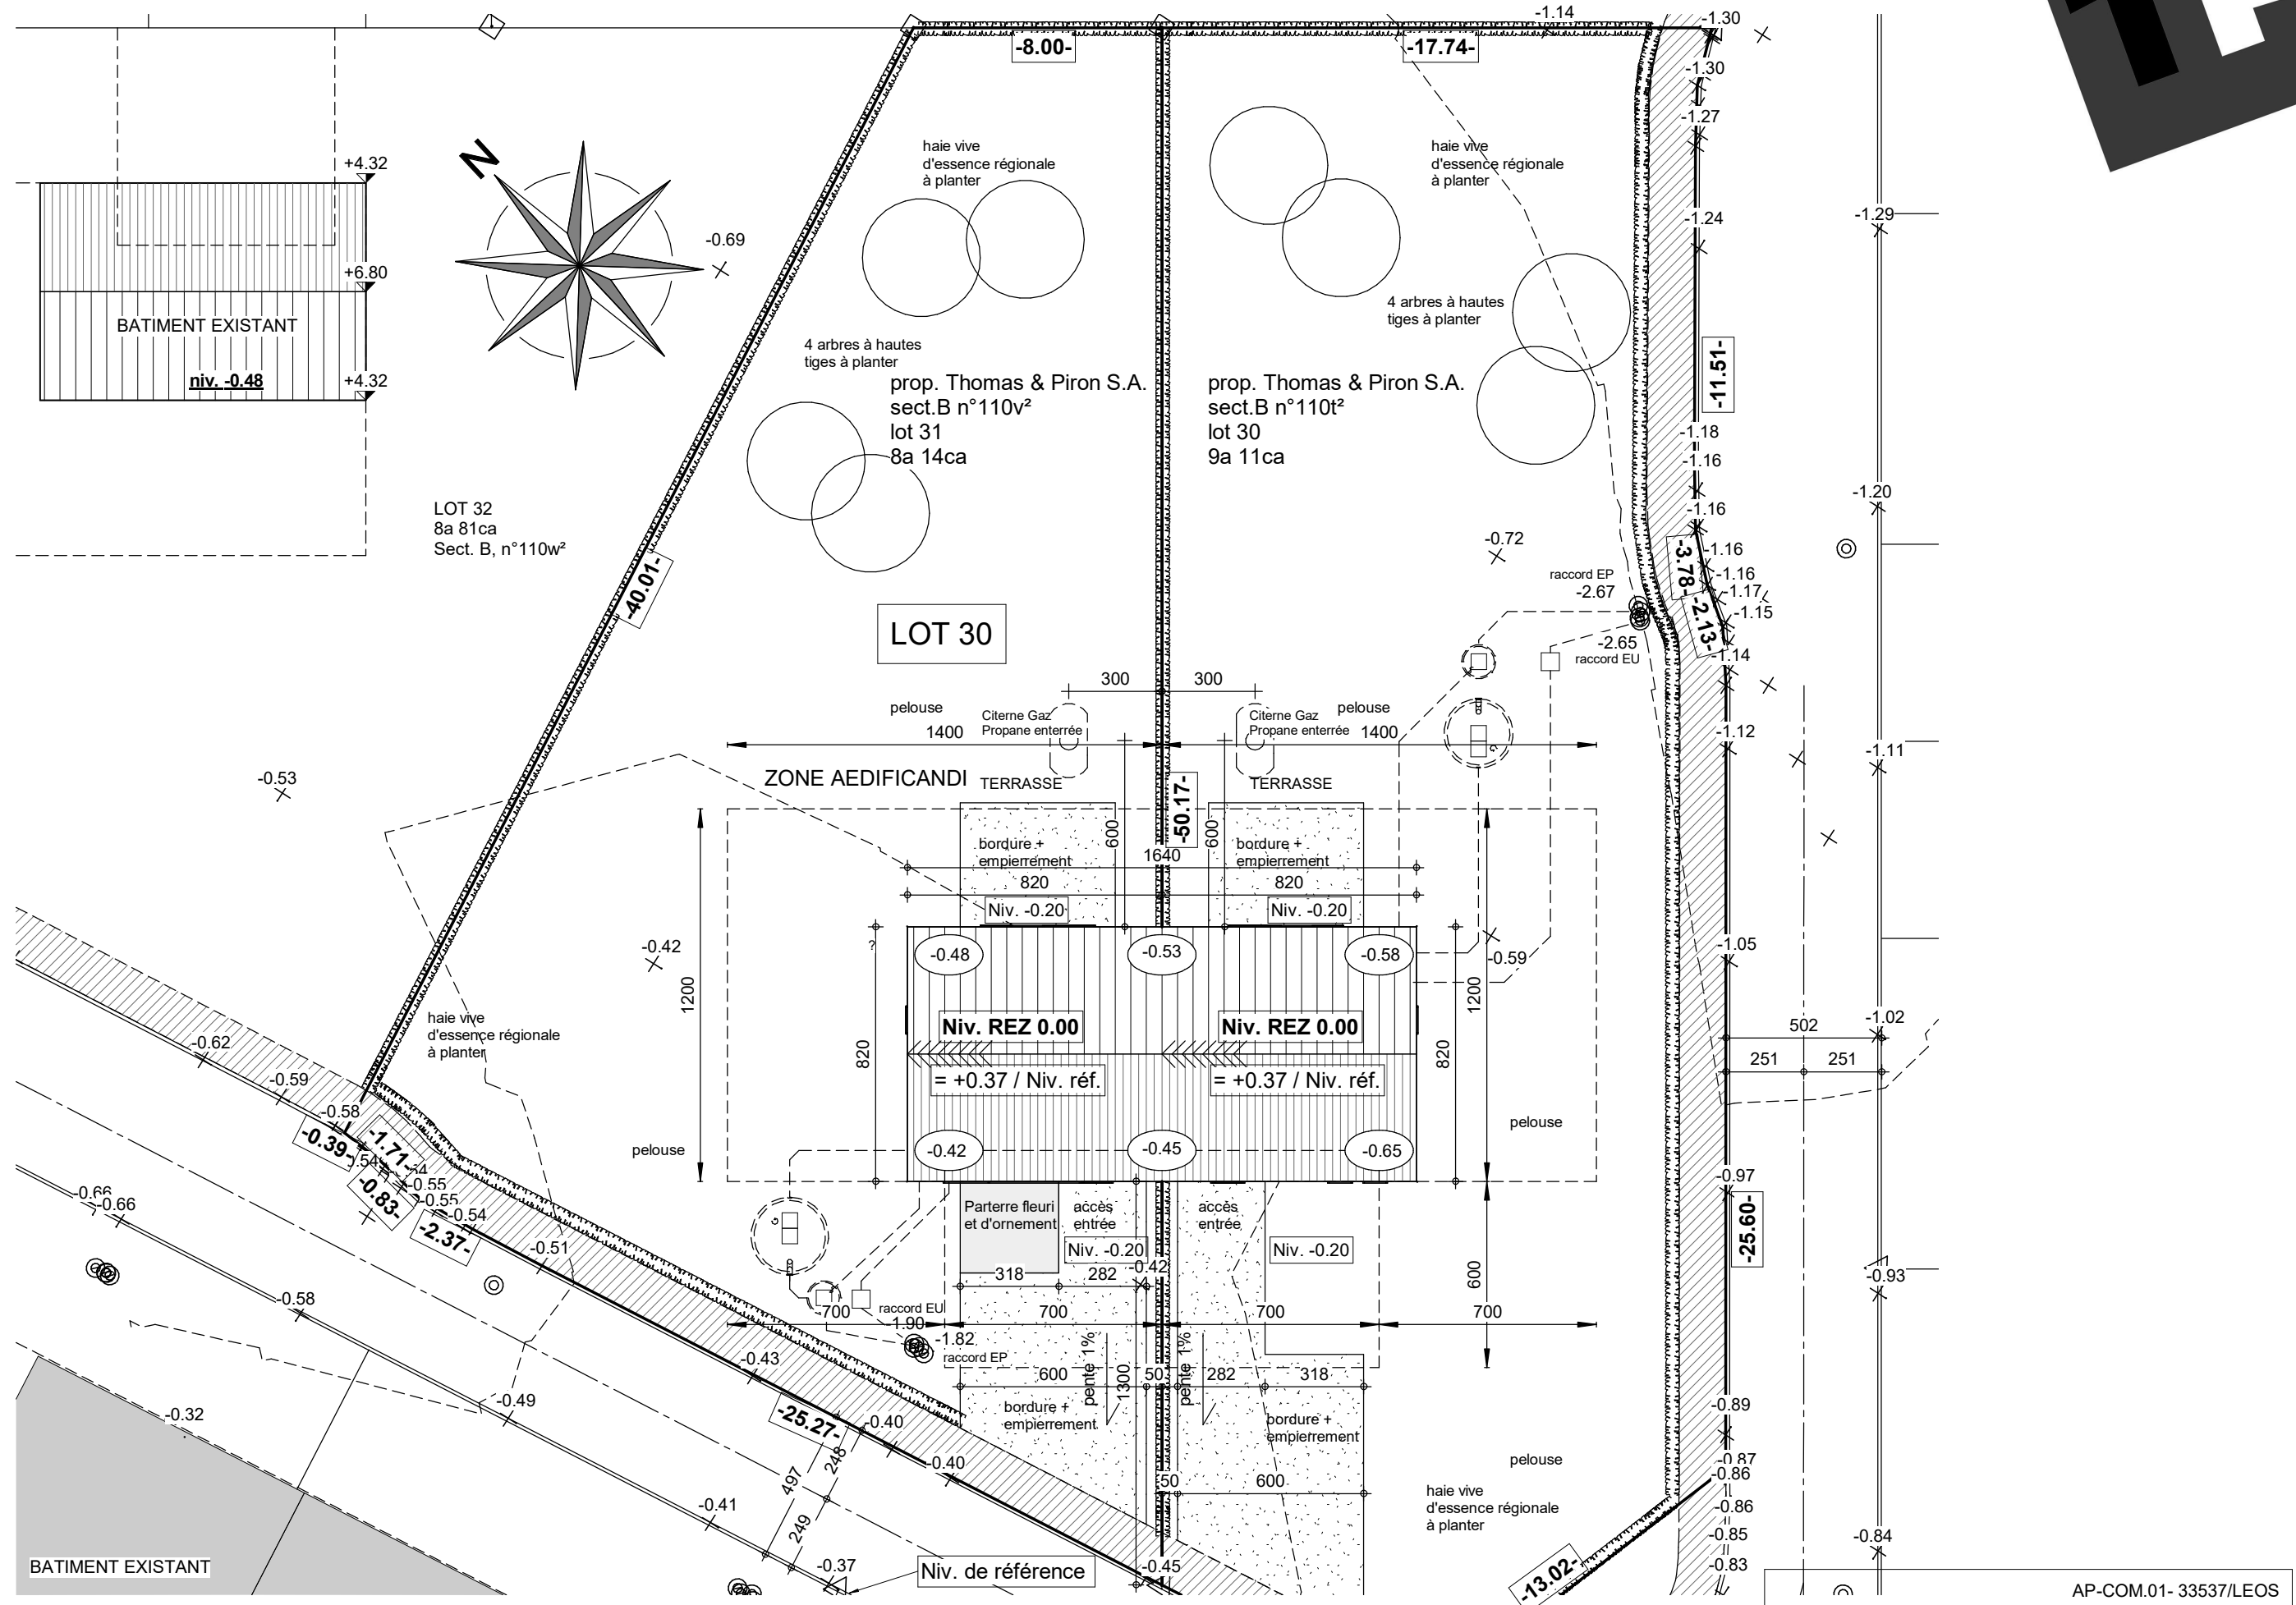 -1.14
-1.30
-8.00-
-17.74-
-1.30
-1.27
N
haie vive
d'essence régionale
à planter
haie vive
d'essence régionale
à planter
+4.32
-1.24
-1.29
-0.69
+6.80
4 arbres à hautes
tiges à planter
BATIMENT EXISTANT
4 arbres à hautes
tiges à planter
niv. -0.48
+4.32
-11.51-
prop. Thomas & Piron S.A.
sect.B n°110v²
lot 31
8a 14ca
prop. Thomas & Piron S.A.
sect.B n°110t²
lot 30
9a 11ca
-1.18
-1.16
-1.20
LOT 32
8a 81ca
Sect. B, n°110w²
-1.16
-0.72
-1.16
-3.78-
-1.16
-1.17
-1.15
raccord EP
-2.67
-40.01-
-2.13-
LOT 30
-2.65
raccord EU
-1.14
300
300
pelouse
Citerne Gaz
Propane enterrée
Citerne Gaz
Propane enterrée
pelouse
1400
1400
-1.12
-1.11
-0.53
ZONE AEDIFICANDI
TERRASSE
TERRASSE
-50.17-
600
600
bordure +
empierrement
bordure +
empierrement
1640
820
820
Niv. -0.20
Niv. -0.20
-0.42
?
-0.48
-0.53
-0.58
-0.59
-1.05
1200
1200
haie vive
d'essence régionale
à planter
Niv. REZ 0.00
Niv. REZ 0.00
-1.02
502
251
251
-0.62
820
820
= +0.37 / Niv. réf.
= +0.37 / Niv. réf.
-0.59
-0.58
pelouse
-0.39-
-1.71-
pelouse
-0.42
-0.45
-0.65
-0.97
-0.55
-0.55
-0.83-
-0.54
-0.66
-0.66
-2.37-
Parterre fleuri
et d'ornement
accès
entrée
accès
entrée
-25.60-
-0.51
G
Niv. -0.20
Niv. -0.20
-0.42
318
282
600
-0.93
-0.58
700
raccord EU
-1.90
700
700
700
-1.82
raccord EP
pente 1%
pente 1%
-0.43
600
50
282
318
1300
-0.49
-0.32
-25.27-
-0.40
bordure +
empierrement
bordure +
empierrement
-0.89
248
-0.40
497
pelouse
-0.87
-0.86
50
600
haie vive
d'essence régionale
à planter
-0.41
249
-0.86
-0.85
-0.84
BATIMENT EXISTANT
-0.37
Niv. de référence
-0.45
-13.02-
-0.83
AP-COM.01- 33537/LEOS